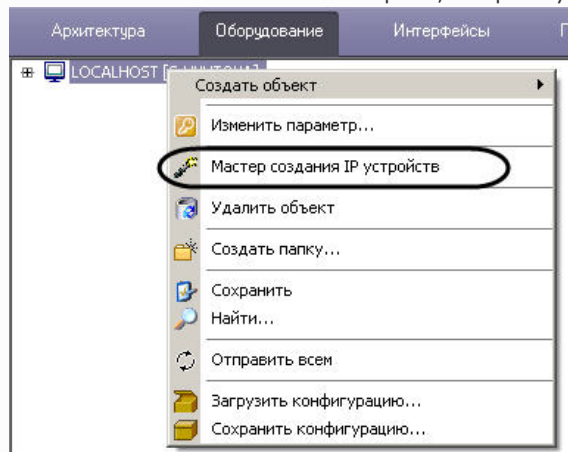 Архитектура Оборудование Интерфейсы
LOCALHOST
Создать объект
Изменить параметр...
Мастер создания IP устройств
Удалить объект
Создать папку...
Сохранить
Найти...
Отправить всем
Загрузить конфигурацию...
Сохранить конфигурацию...